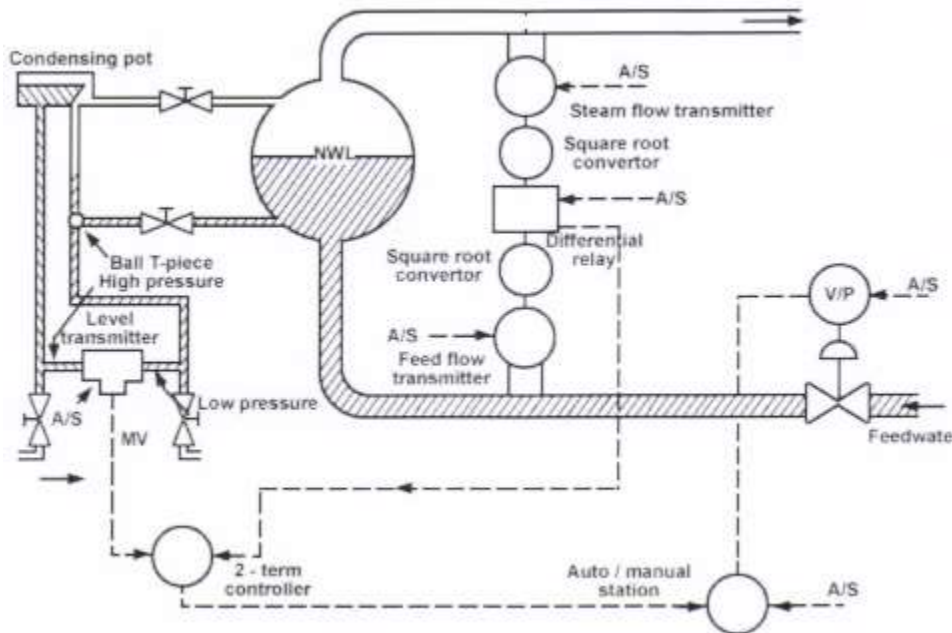 Condensing pot
A/S
Steam flow transmitter
Square root
convertor
NWL
A/S
Differential
relay
Ball T-piece
High pressure
Square root
convertor
V/P
A/S
Level
transmitter
A/S
Feed flow
transmitter
A/S
Low pressure
MV
Feedwate
2 - term
controller
Auto / manual
station
A/S